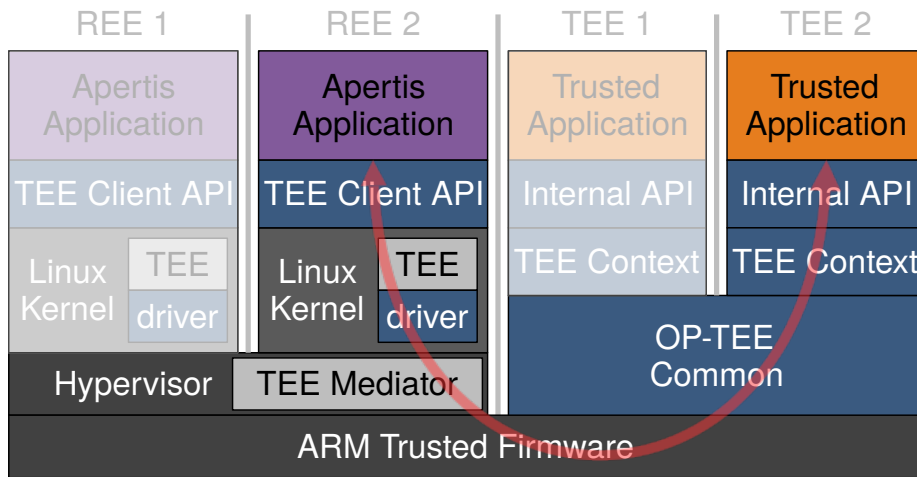 REE 1
REE 2
TEE 1
TEE 2
Apertis
Application
Apertis
Application
Trusted
Application
Trusted
Application
TEE Client API
TEE Client API
Internal API
Internal API
Linux
Kernel
TEE
driver
Linux
Kernel
TEE
driver
TEE Context
TEE Context
OP-TEE
Common
Hypervisor
TEE Mediator
ARM Trusted Firmware